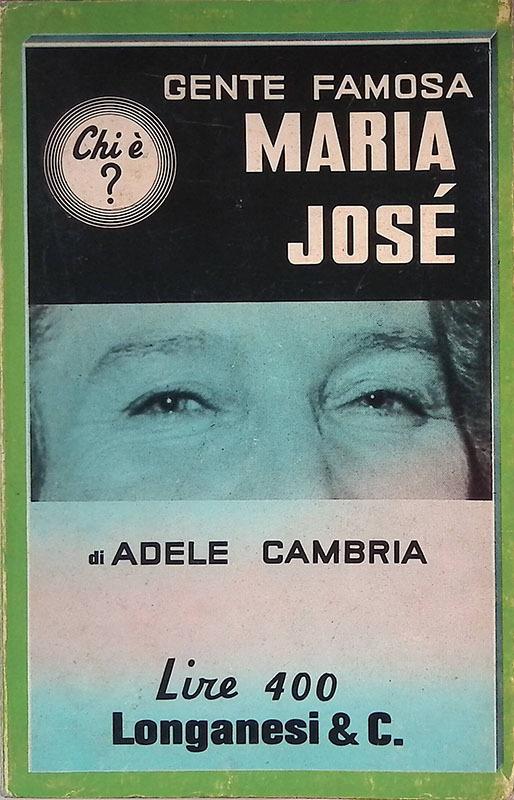 GENTE FAMOSA
Chi è
?
MARIA
JOSÉ
di ADELE CAMBRIA
Lire 400
Longanesi & C.